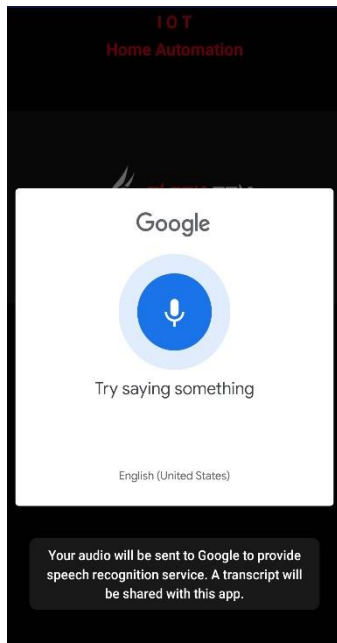 IOT
Home Automation
Google
Try saying something
English (United States)
Your audio will be sent to Google to provide
speech recognition service. A transcript will
be shared with this app.